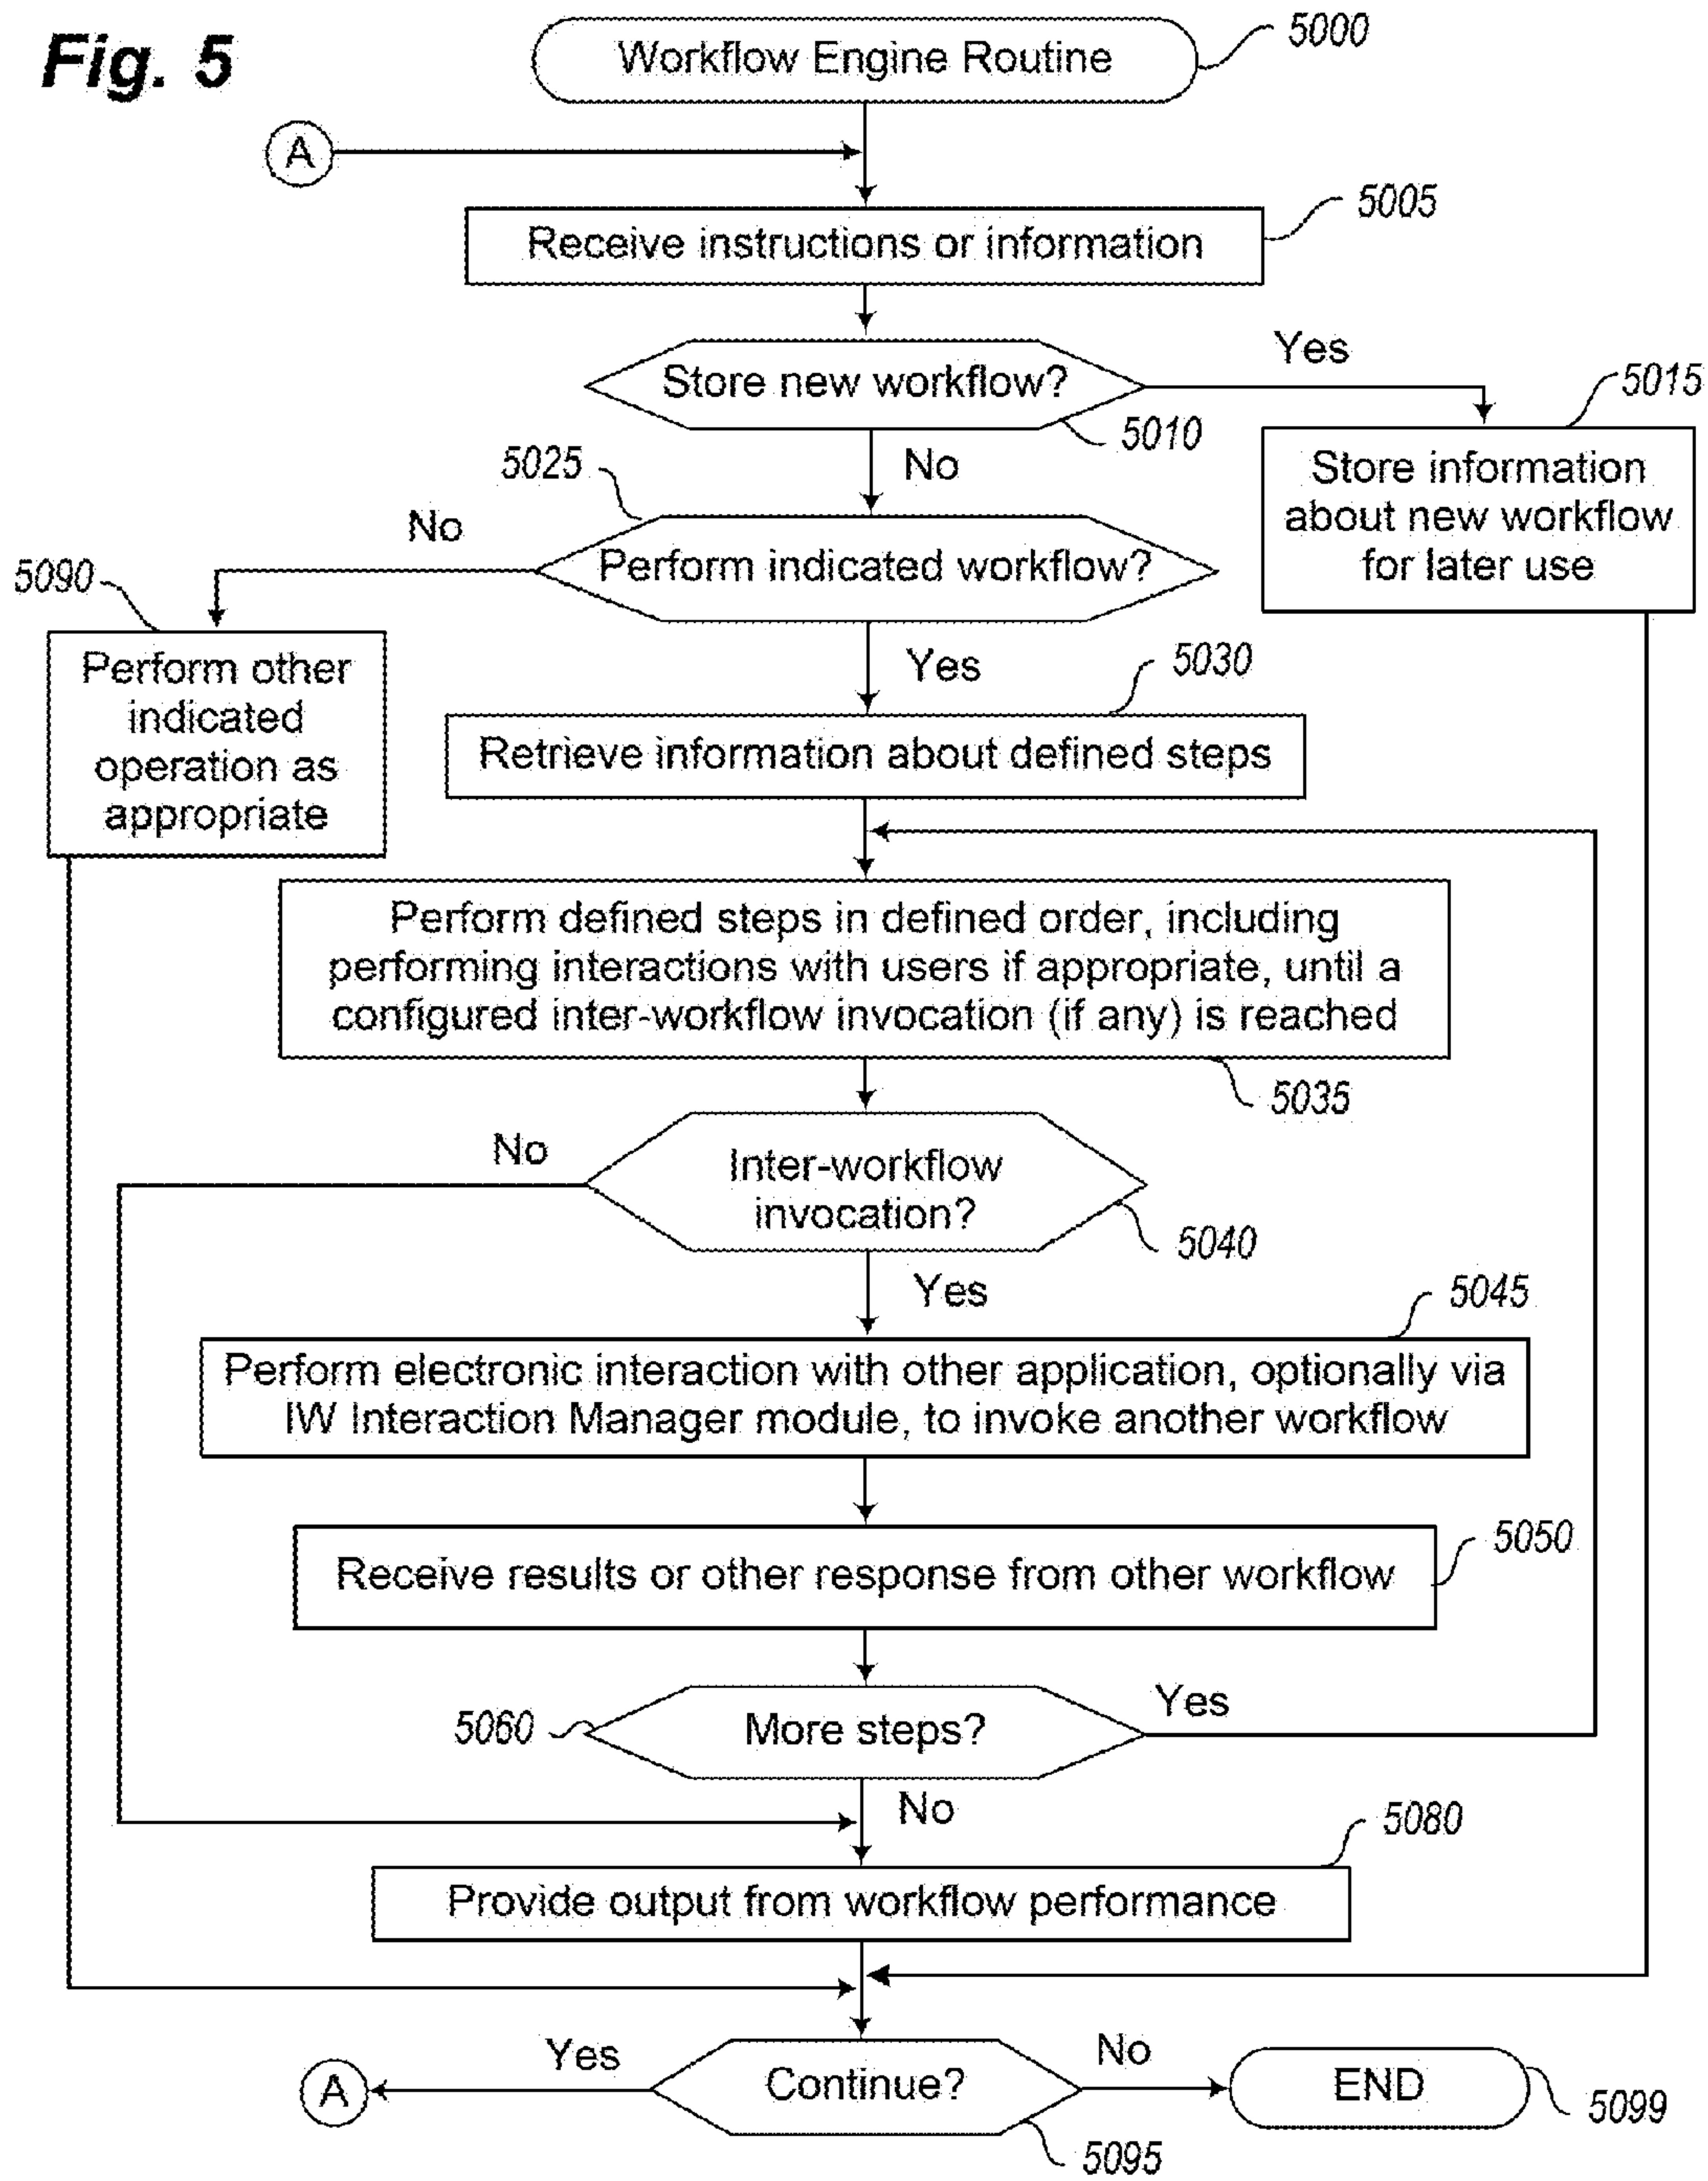 Fig. 5
Workflow Engine Routine
5000
A
5005
Receive instructions or information
Yes
Store new workflow?
5010
5015
Store information
about new workflow
for later use
No
5025
No
Perform indicated workflow?
5090
Perform other
indicated
operation as
appropriate
Yes
5030
Retrieve information about defined steps
Perform defined steps in defined order, including
performing interactions with users if appropriate, until a
configured inter-workflow invocation (if any) is reached
5035
No
Inter-workflow
invocation?
5040
Yes
5045
Perform electronic interaction with other application, optionally via
IW Interaction Manager module, to invoke another workflow
5050
Receive results or other response from other workflow
5060
More steps?
Yes
No
5080
Provide output from workflow performance
Yes
A
Continue?
5095
No
END
5099